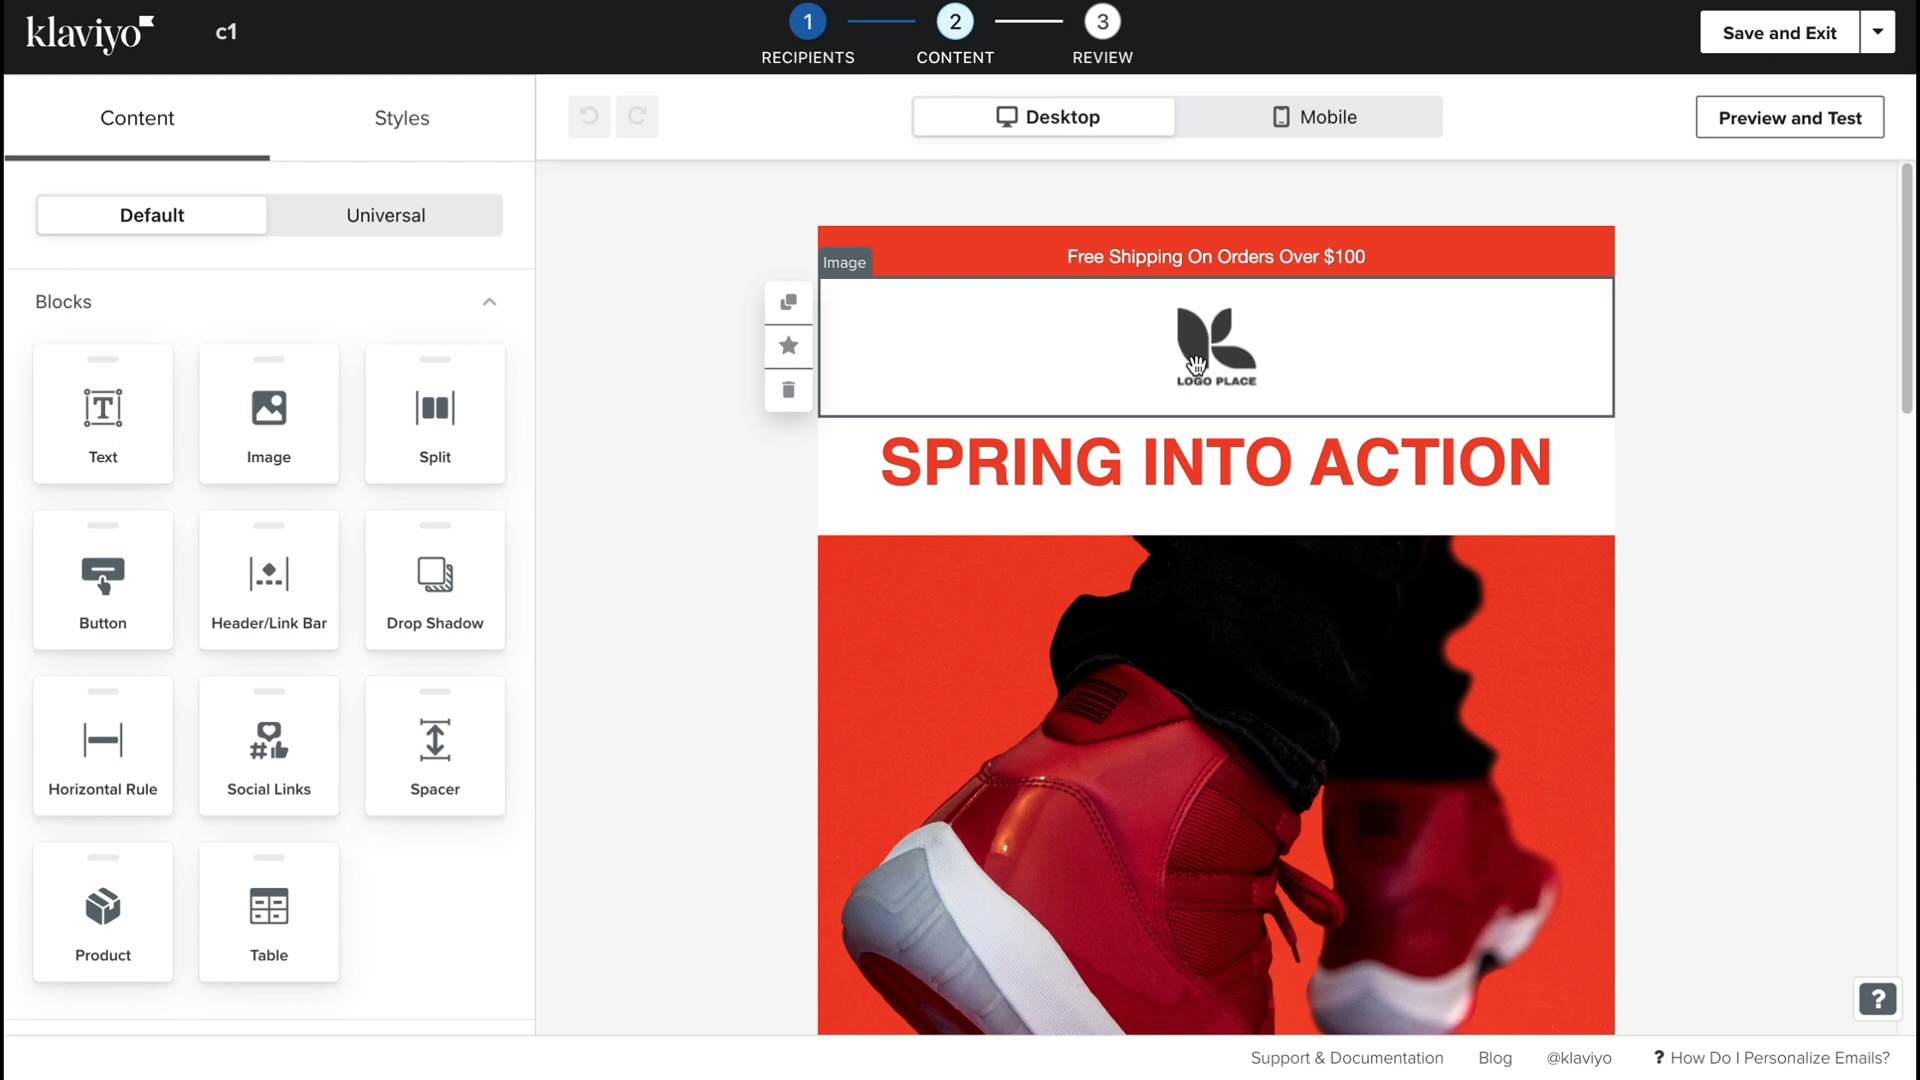 klaviyo
c1
1
2
3
RECIPIENTS
CONTENT
REVIEW
Save and Exit
Content
Styles
Desktop
Mobile
Preview and Test
Default
Universal
Blocks
Text
Image
Split
Button
Header/Link Bar
Drop Shadow
Horizontal Rule
Social Links
Spacer
Product
Table
Free Shipping On Orders Over $100
Image
LOGO PLACE
SPRING INTO ACTION
?
Support & Documentation
Blog
@klaviyo
? How Do I Personalize Emails?